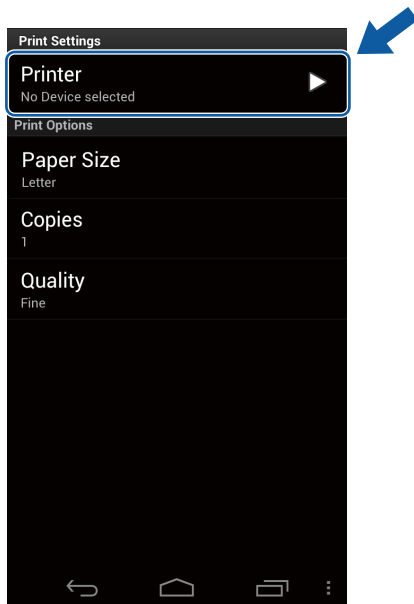 Print Settings
Printer
No Device selected
Print Options
Paper Size
Letter
Copies
1
Quality
Fine